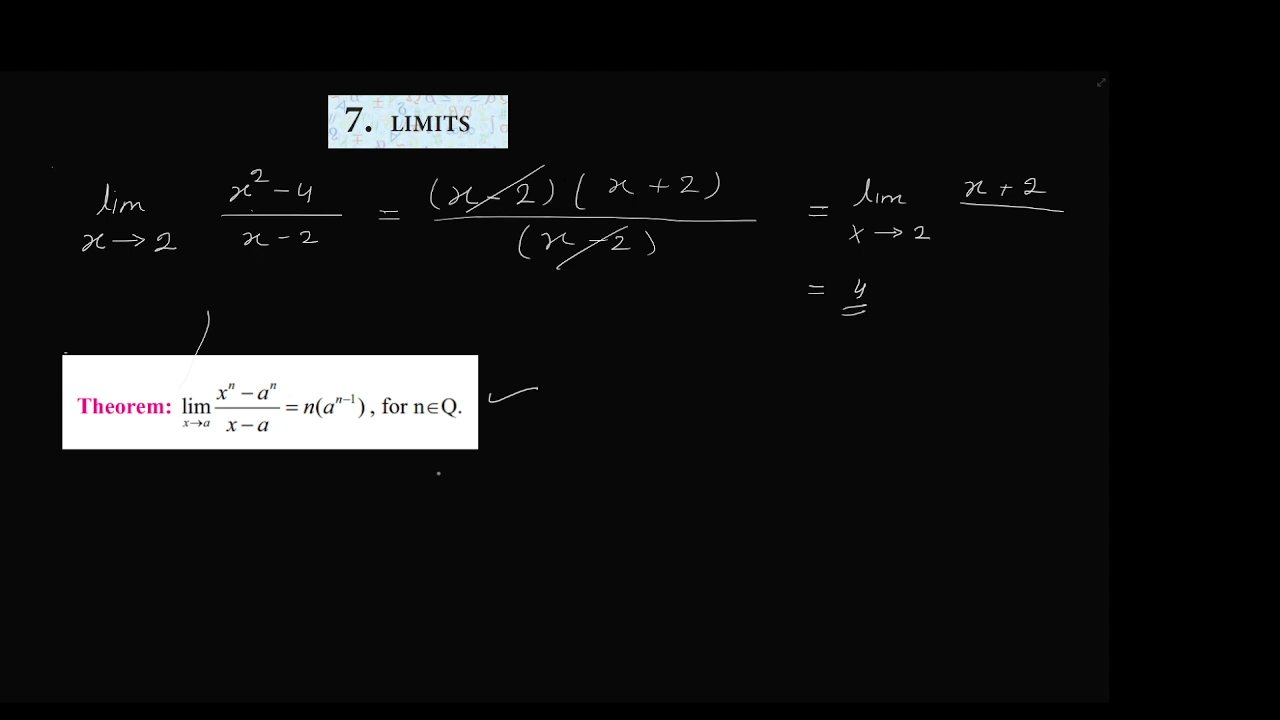 7. LIMITS
lim x→2 x² - 4 / x - 2 = (x - 2)(x + 2) / (x - 2) = lim x→2 x + 2
= 4
Theorem: lim x→a xⁿ − aⁿ / x − a = n(aⁿ⁻¹), for n∈Q.